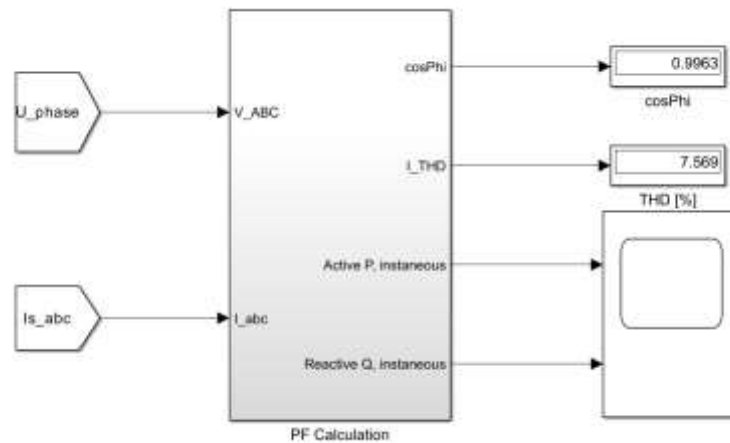 cosPhi
0.9963
cosPhi
U_phase
V_ABC
I_THD
7.569
THD [%]
Active P, instaneous
Is_abc
I_abc
Reactive Q, instaneous
PF Calculation